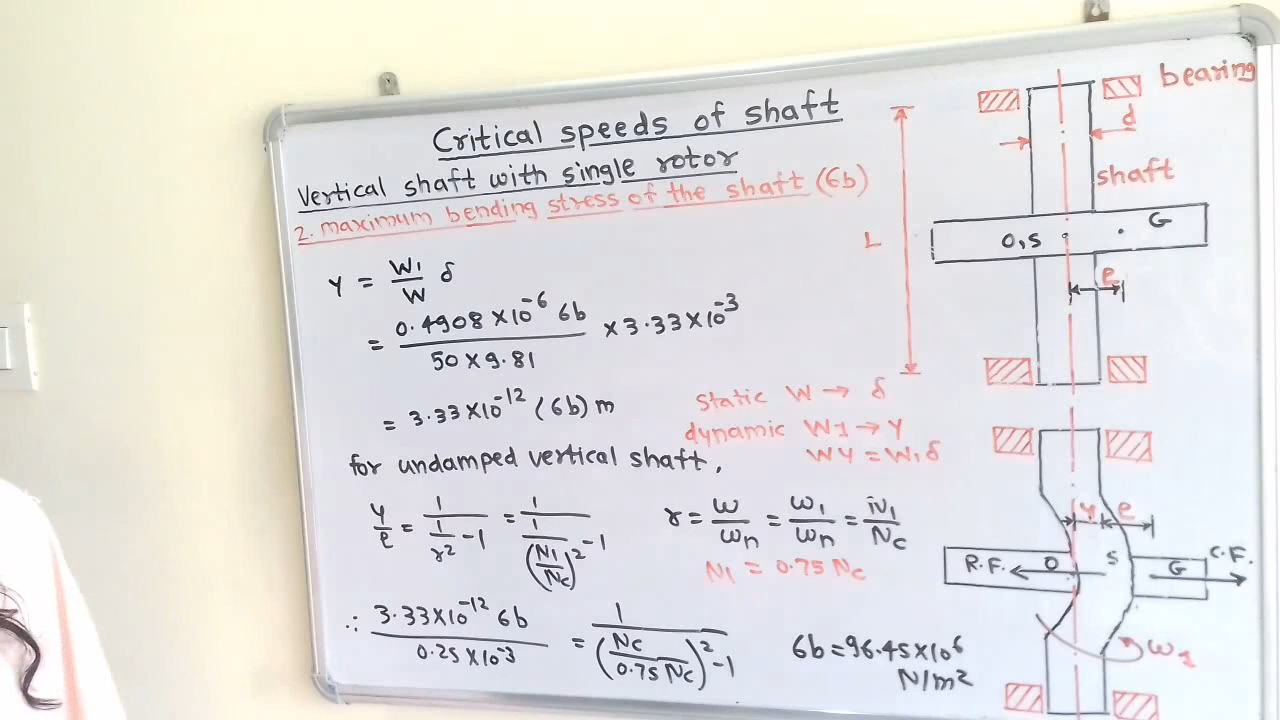 Critical speeds of shaft
Vertical shaft with single rotor
2. maximum bending stress of the shaft (6b)
Y = W1/W δ
= 0.4908×10^-6 6b / 50×9.81 × 3.33×10^-3
= 3.33×10^-12 (6b) m
Static W → δ
dynamic W1 → Y
WY = W1δ
for undamped vertical shaft,
Y/e = 1/(1/r² - 1) = 1/(1/(N1/Nc)² - 1)
r = ω/ωn = ω1/ωn = N1/Nc
N1 = 0.75 Nc
∴ 3.33×10^-12 6b / 0.25×10^-3 = 1/((Nc/0.75 Nc)² - 1)
6b = 96.45×10^6
N/m²
bearing
d
shaft
L
O,S
G
e
Y
e
R.F.
O
S
G
C.F.
ω1